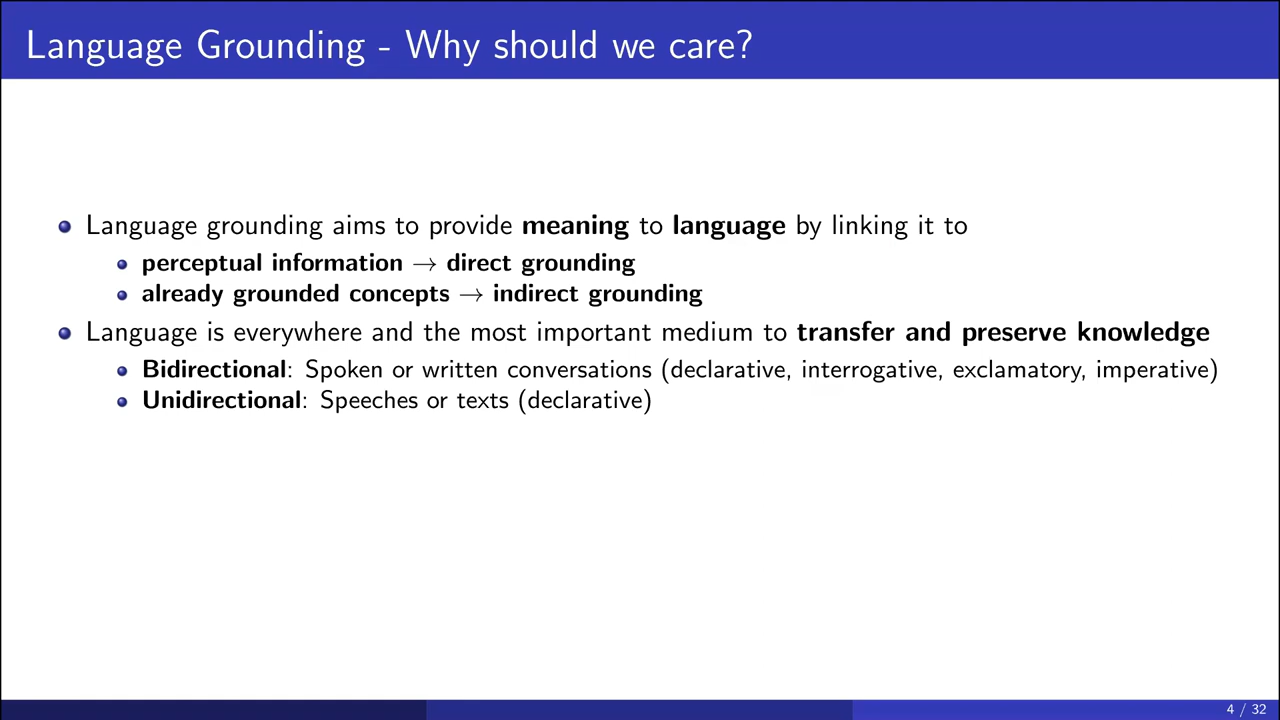 Language Grounding - Why should we care?
Language grounding aims to provide meaning to language by linking it to
perceptual information → direct grounding
already grounded concepts → indirect grounding
Language is everywhere and the most important medium to transfer and preserve knowledge
Bidirectional: Spoken or written conversations (declarative, interrogative, exclamatory, imperative)
Unidirectional: Speeches or texts (declarative)
4 / 32